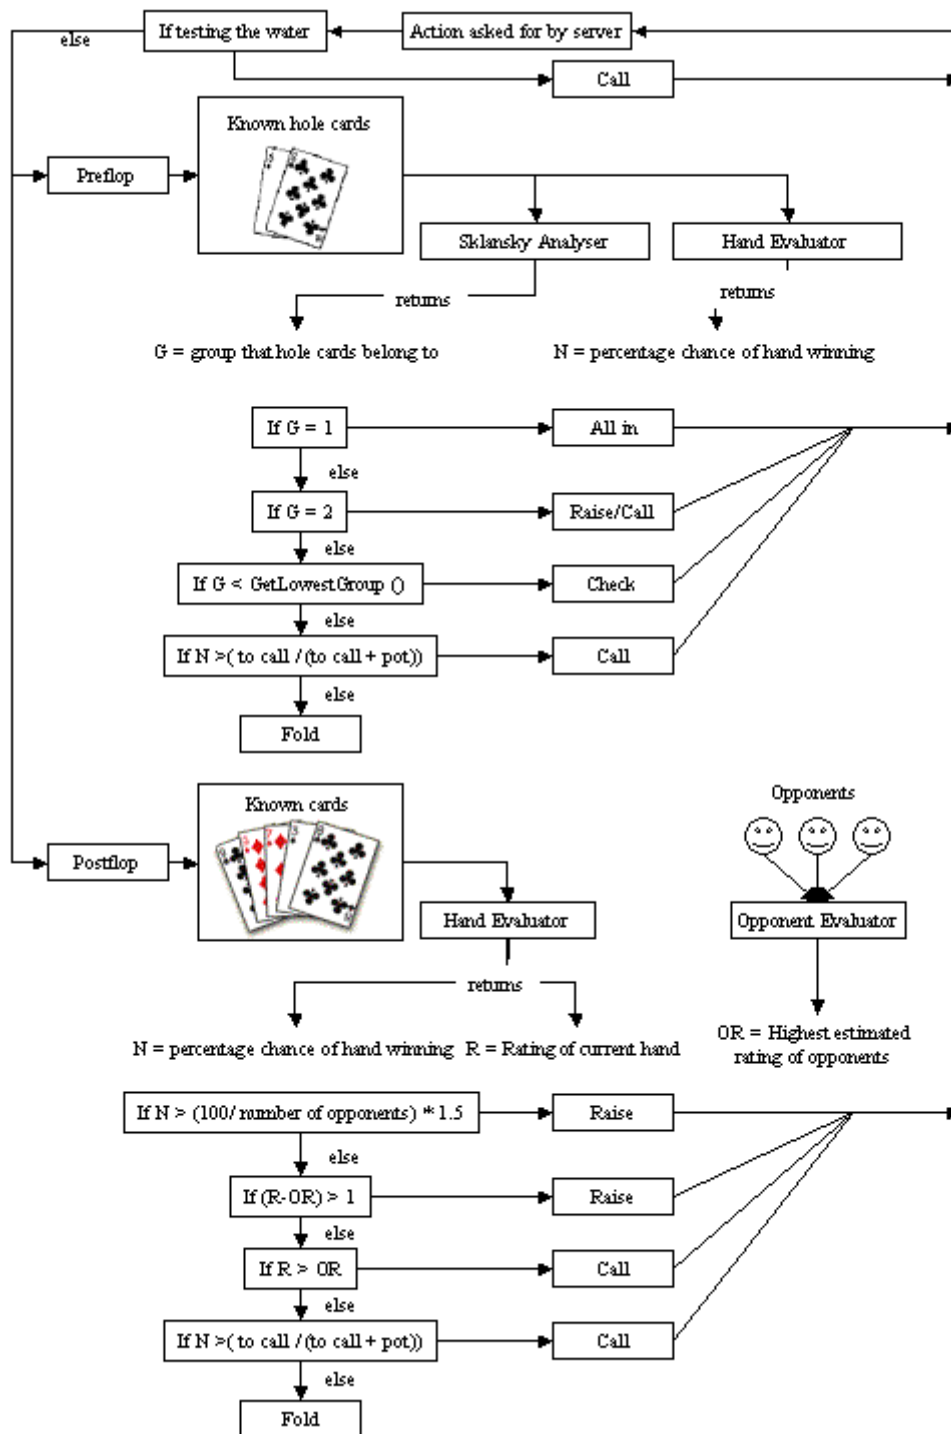 else
If testing the water
Action asked for by server
Call
Known hole cards
Preflop
Sklansky Analyser
Hand Evaluator
returns
returns
G = group that hole cards belong to
N = percentage chance of hand winning
If G = 1
All in
else
If G = 2
Raise/Call
else
If G < GetLowestGroup ()
Check
else
If N >( to call / (to call + pot))
Call
else
Fold
Known cards
Opponents
Postflop
Hand Evaluator
Opponent Evaluator
returns
N = percentage chance of hand winning
R = Rating of current hand
OR = Highest estimated
rating of opponents
If N > (100/ number of opponents) * 1.5
Raise
else
If (R-OR) > 1
Raise
else
If R > OR
Call
else
If N >( to call / (to call + pot))
Call
else
Fold